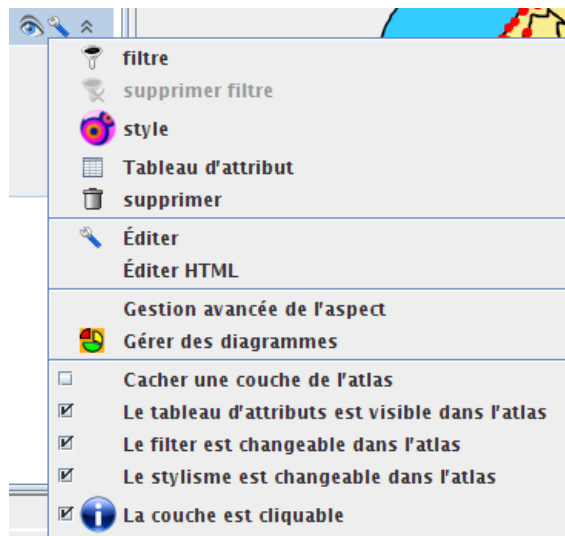 filtre
supprimer filtre
style
Tableau d'attribut
supprimer
Éditer
Éditer HTML
Gestion avancée de l'aspect
Gérer des diagrammes
Cacher une couche de l'atlas
Le tableau d'attributs est visible dans l'atlas
Le filter est changeable dans l'atlas
Le stylisme est changeable dans l'atlas
La couche est cliquable